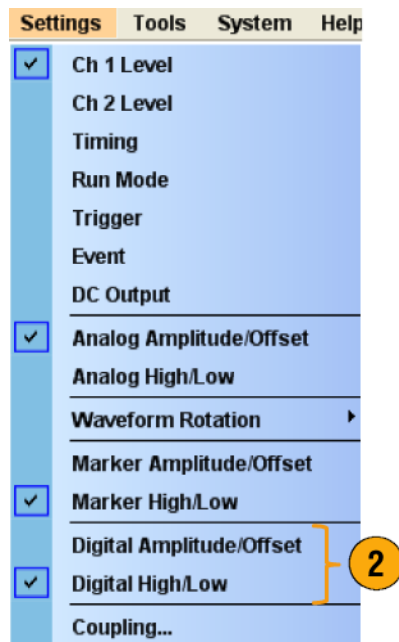 Settings Tools System Help
Ch 1 Level
Ch 2 Level
Timing
Run Mode
Trigger
Event
DC Output
Analog Amplitude/Offset
Analog High/Low
Waveform Rotation
Marker Amplitude/Offset
Marker High/Low
Digital Amplitude/Offset
2
Digital High/Low
Coupling...